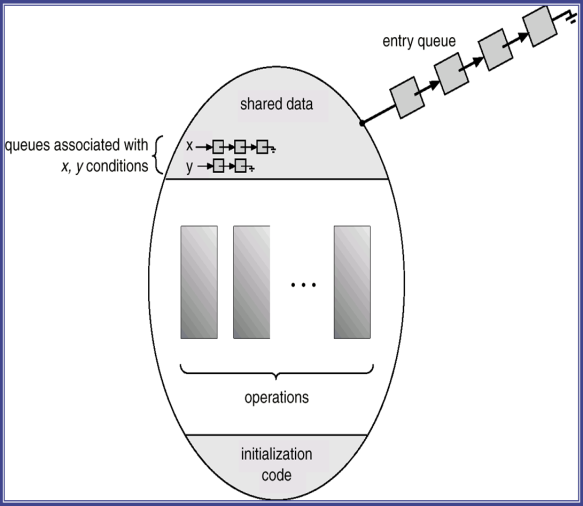 entry queue
shared data
queues associated with
x, y conditions
x
y
...
operations
initialization
code